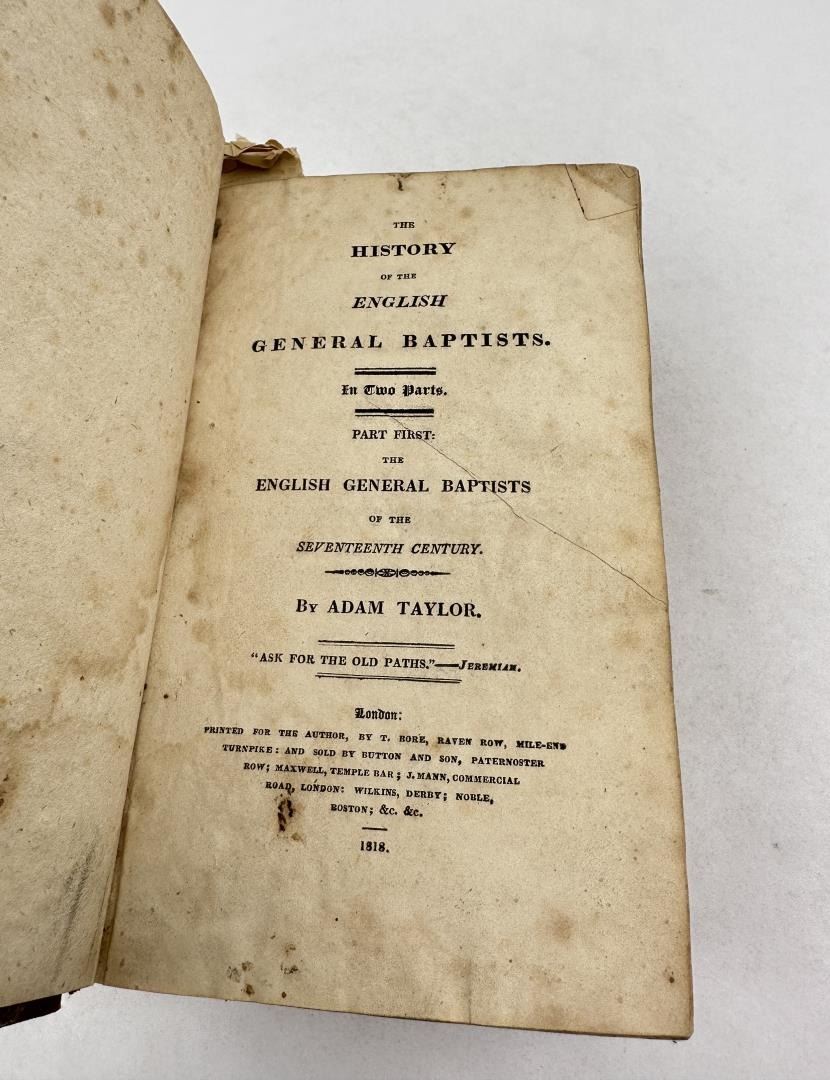 THE
HISTORY
OF THE
ENGLISH
GENERAL BAPTISTS.
In Two Parts.
PART FIRST:
THE
ENGLISH GENERAL BAPTISTS
OF THE
SEVENTEENTH CENTURY.
By ADAM TAYLOR.
"ASK FOR THE OLD PATHS."—JEREMIAH.
London:
PRINTED FOR THE AUTHOR, BY T. BORE, RAVEN ROW, MILE-END
TURNPIKE: AND SOLD BY BUTTON AND SON, PATERNOSTER
ROW; MAXWELL, TEMPLE BAR; J. MANN, COMMERCIAL
ROAD, LONDON: WILKINS, DERBY; NOBLE,
BOSTON; &c. &c.
1818.